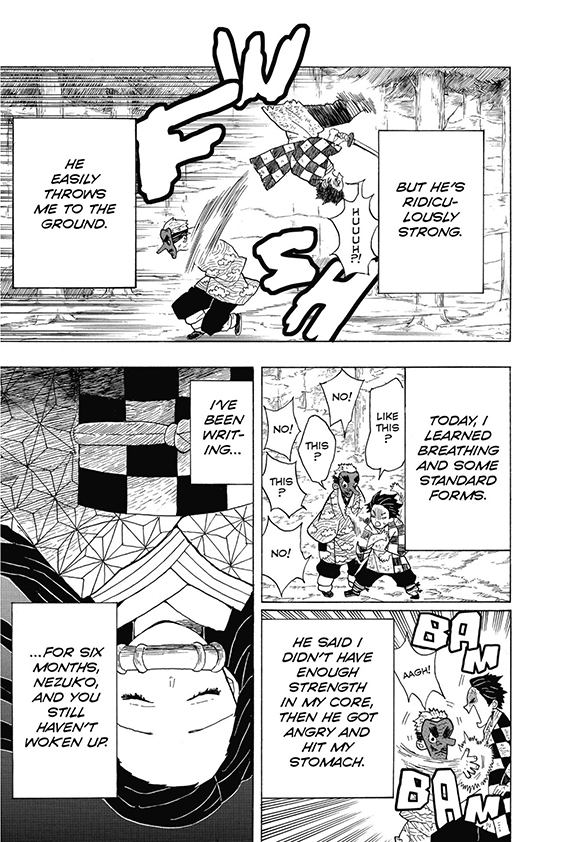 BUT HE'S
RIDICU-
LOUSLY
STRONG.
HUUUH?!
FWSH
HE
EASILY
THROWS
ME TO THE
GROUND.
TODAY, I
LEARNED
BREATHING
AND SOME
STANDARD
FORMS.
LIKE
THIS
?
NO!
THIS
?
NO!
THIS
?
NO!
HE SAID I
DIDN'T HAVE
ENOUGH
STRENGTH
IN MY CORE,
THEN HE GOT
ANGRY AND
HIT MY
STOMACH.
BAM
AAGH!
BAM
I'VE
BEEN
WRIT-
ING...
...FOR SIX
MONTHS,
NEZUKO,
AND YOU
STILL
HAVEN'T
WOKEN UP.